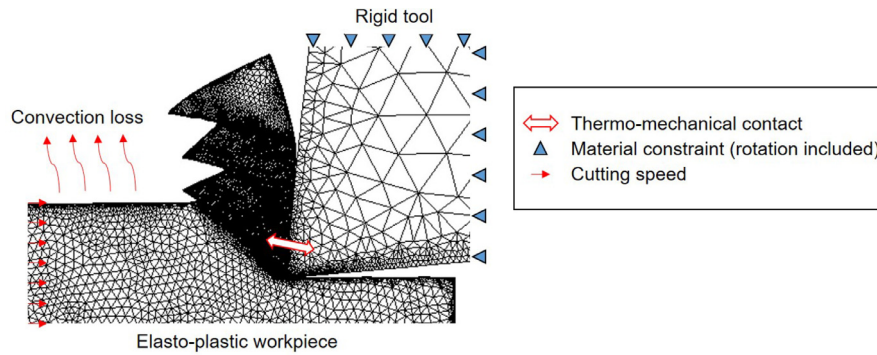 Rigid tool
Convection loss
Thermo-mechanical contact
Material constraint (rotation included)
Cutting speed
Elasto-plastic workpiece